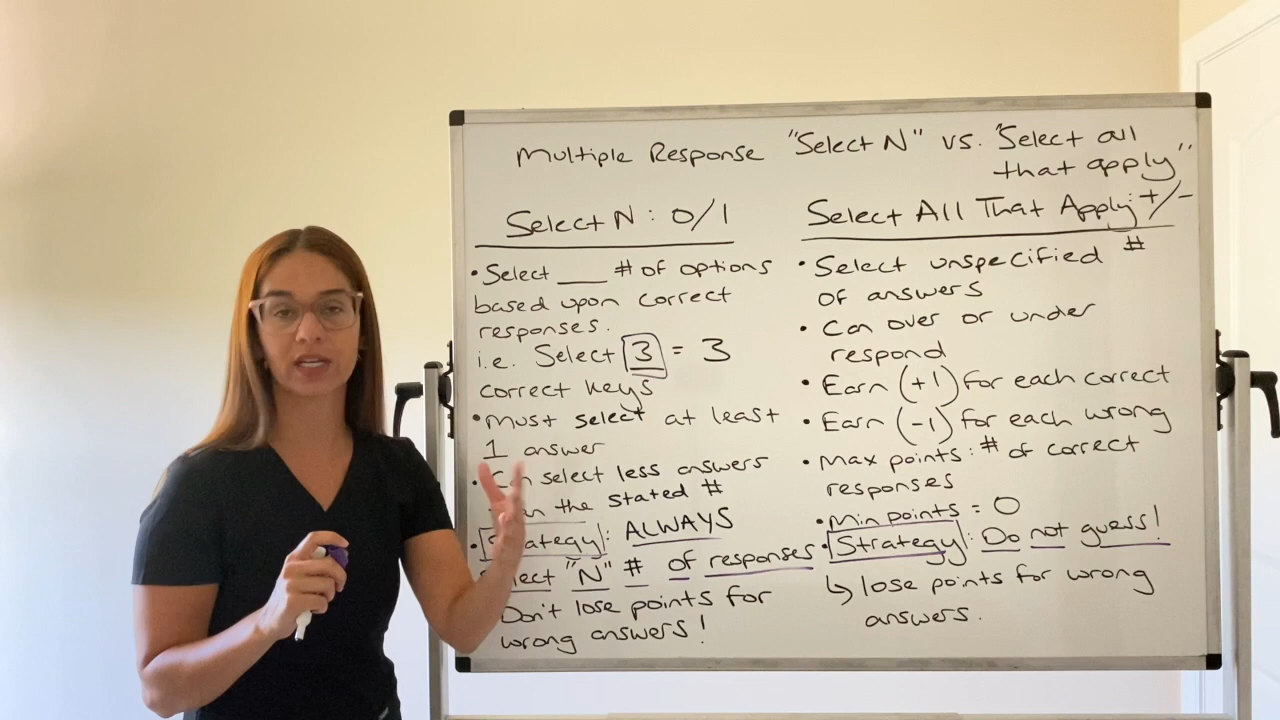 Multiple Response "Select N" vs. "Select all
that apply"
Select N: 0/1
• Select ___ # of options
based upon correct
responses.
i.e. Select 3 = 3
correct keys
• Must select at least
1 answer
• select less answers
the stated #
• Strategy: ALWAYS
Select "N" # of responses
Don't lose points for
wrong answers!
Select All That Apply: +/-
• Select unspecified #
of answers
• Can over or under
respond
• Earn (+1) for each correct
• Earn (-1) for each wrong
• Max points: # of correct
responses
• Min points = 0
• Strategy: Do not guess!
↳ lose points for wrong
answers.